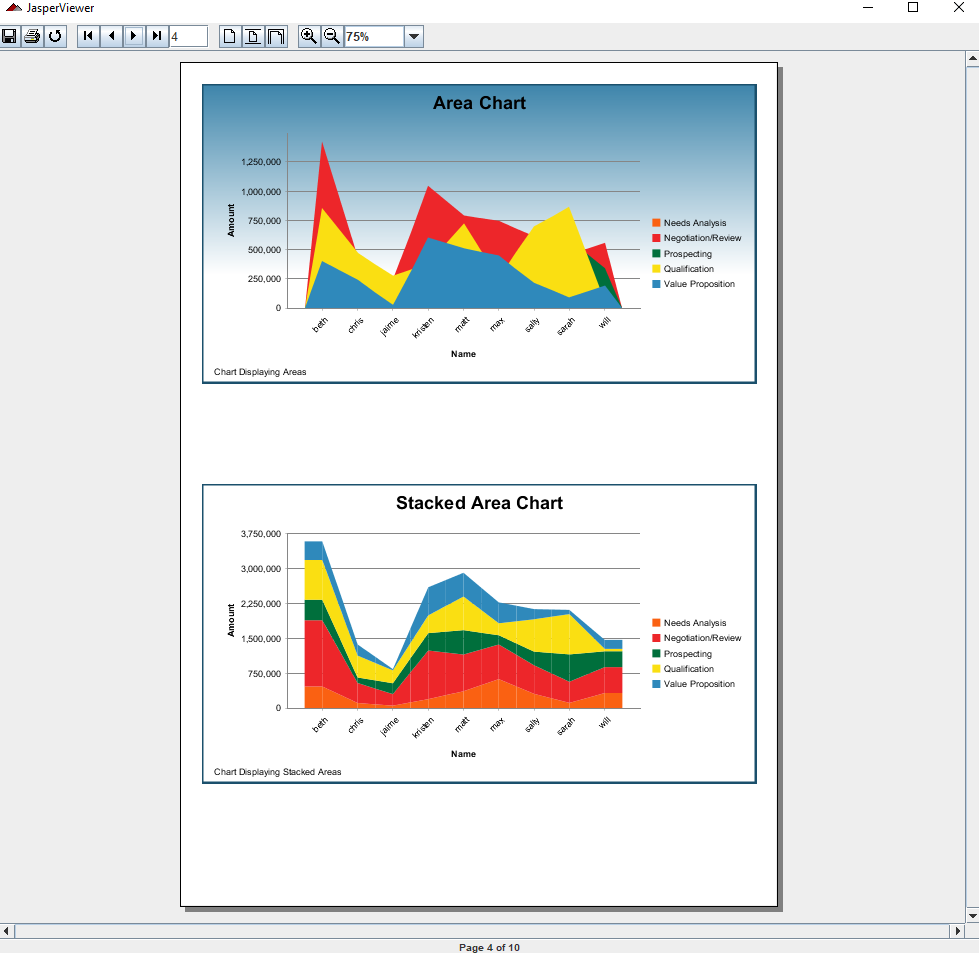 JasperViewer
4
75%
Area Chart
1,250,000
1,000,000
750,000
500,000
250,000
0
Amount
beth
chris
jaime
kristen
matt
max
sally
sarah
will
Name
Needs Analysis
Negotiation/Review
Prospecting
Qualification
Value Proposition
Chart Displaying Areas
Stacked Area Chart
3,750,000
3,000,000
2,250,000
1,500,000
750,000
0
Amount
beth
chris
jaime
kristen
matt
max
sally
sarah
will
Name
Needs Analysis
Negotiation/Review
Prospecting
Qualification
Value Proposition
Chart Displaying Stacked Areas
Page 4 of 10